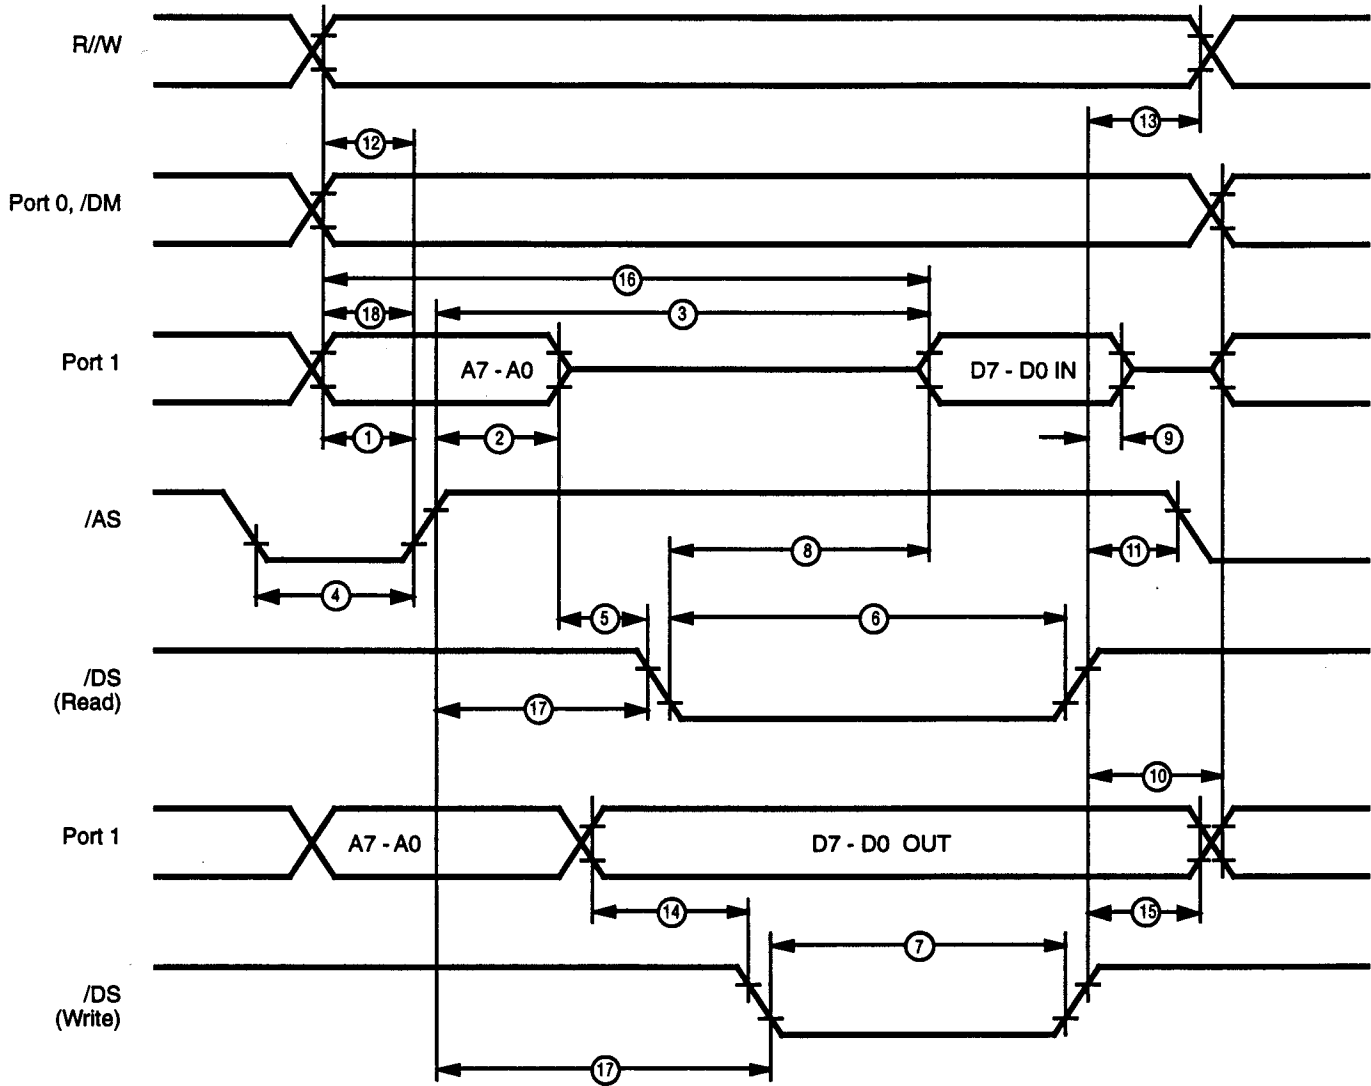 R//W
13
12
Port 0, /DM
16
18
3
Port 1
A7 - A0
D7 - D0 IN
1
2
9
/AS
8
11
4
5
6
/DS
(Read)
17
10
Port 1
A7 - A0
D7 - D0 OUT
14
15
7
/DS
(Write)
17